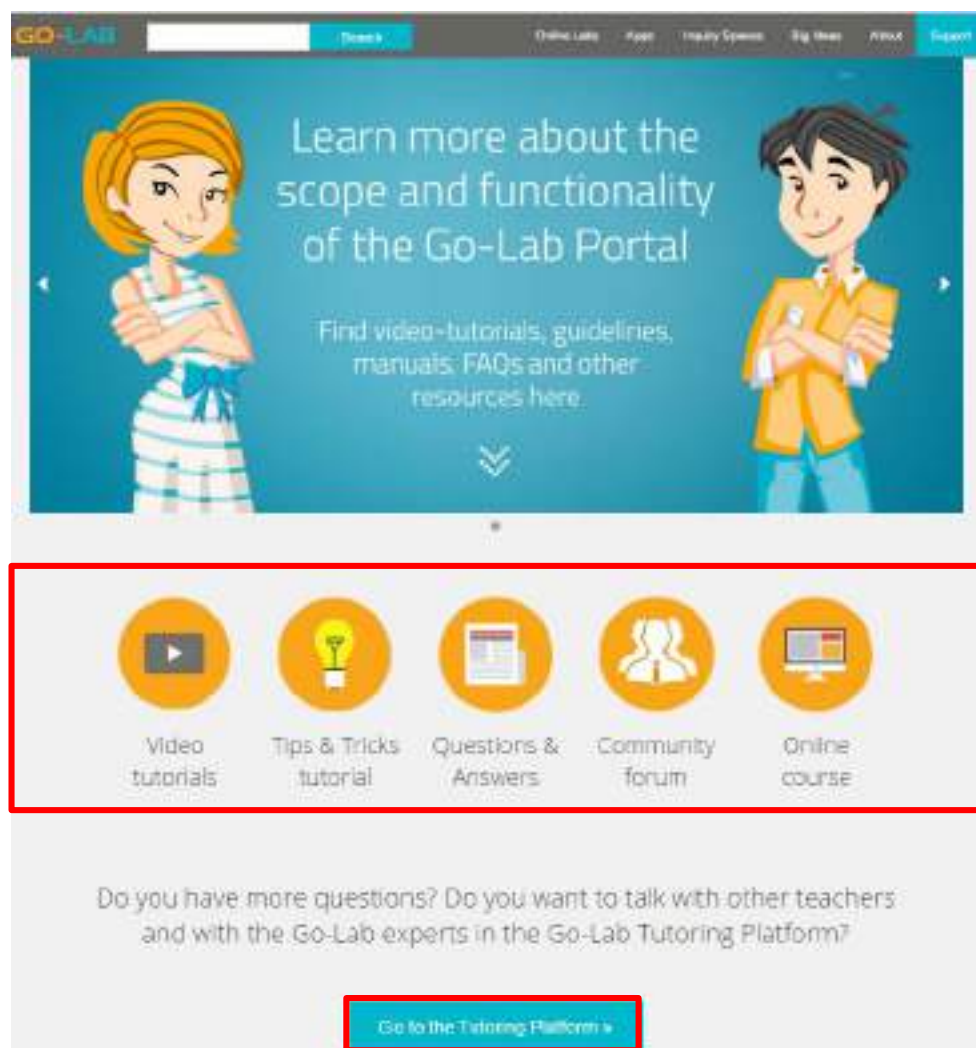 GO-LAB
Search
Online Labs Apps Inquiry Spaces Big Ideas About Support
Learn more about the
scope and functionality
of the Go-Lab Portal
Find video-tutorials, guidelines,
manuals, FAQs and other
resources here
Video
tutorials
Tips & Tricks
tutorial
Questions &
Answers
Community
forum
Online
course
Do you have more questions? Do you want to talk with other teachers
and with the Go-Lab experts in the Go-Lab Tutoring Platform?
Go to the Tutoring Platform »